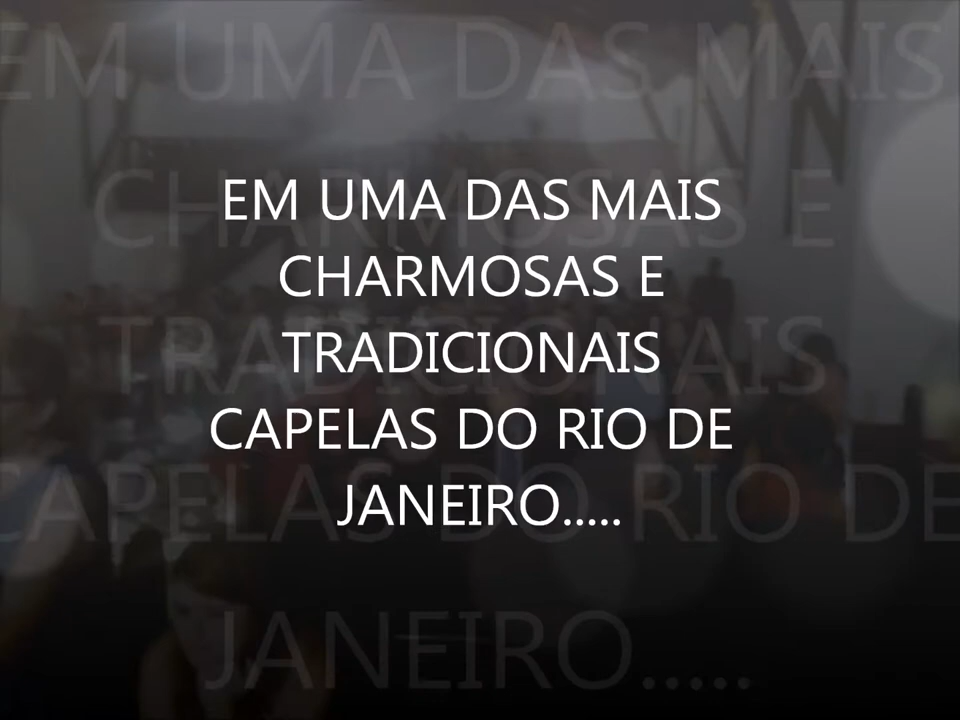 EM UMA DAS MAIS
CHARMOSAS E
TRADICIONAIS
CAPELAS DO RIO DE
JANEIRO.....